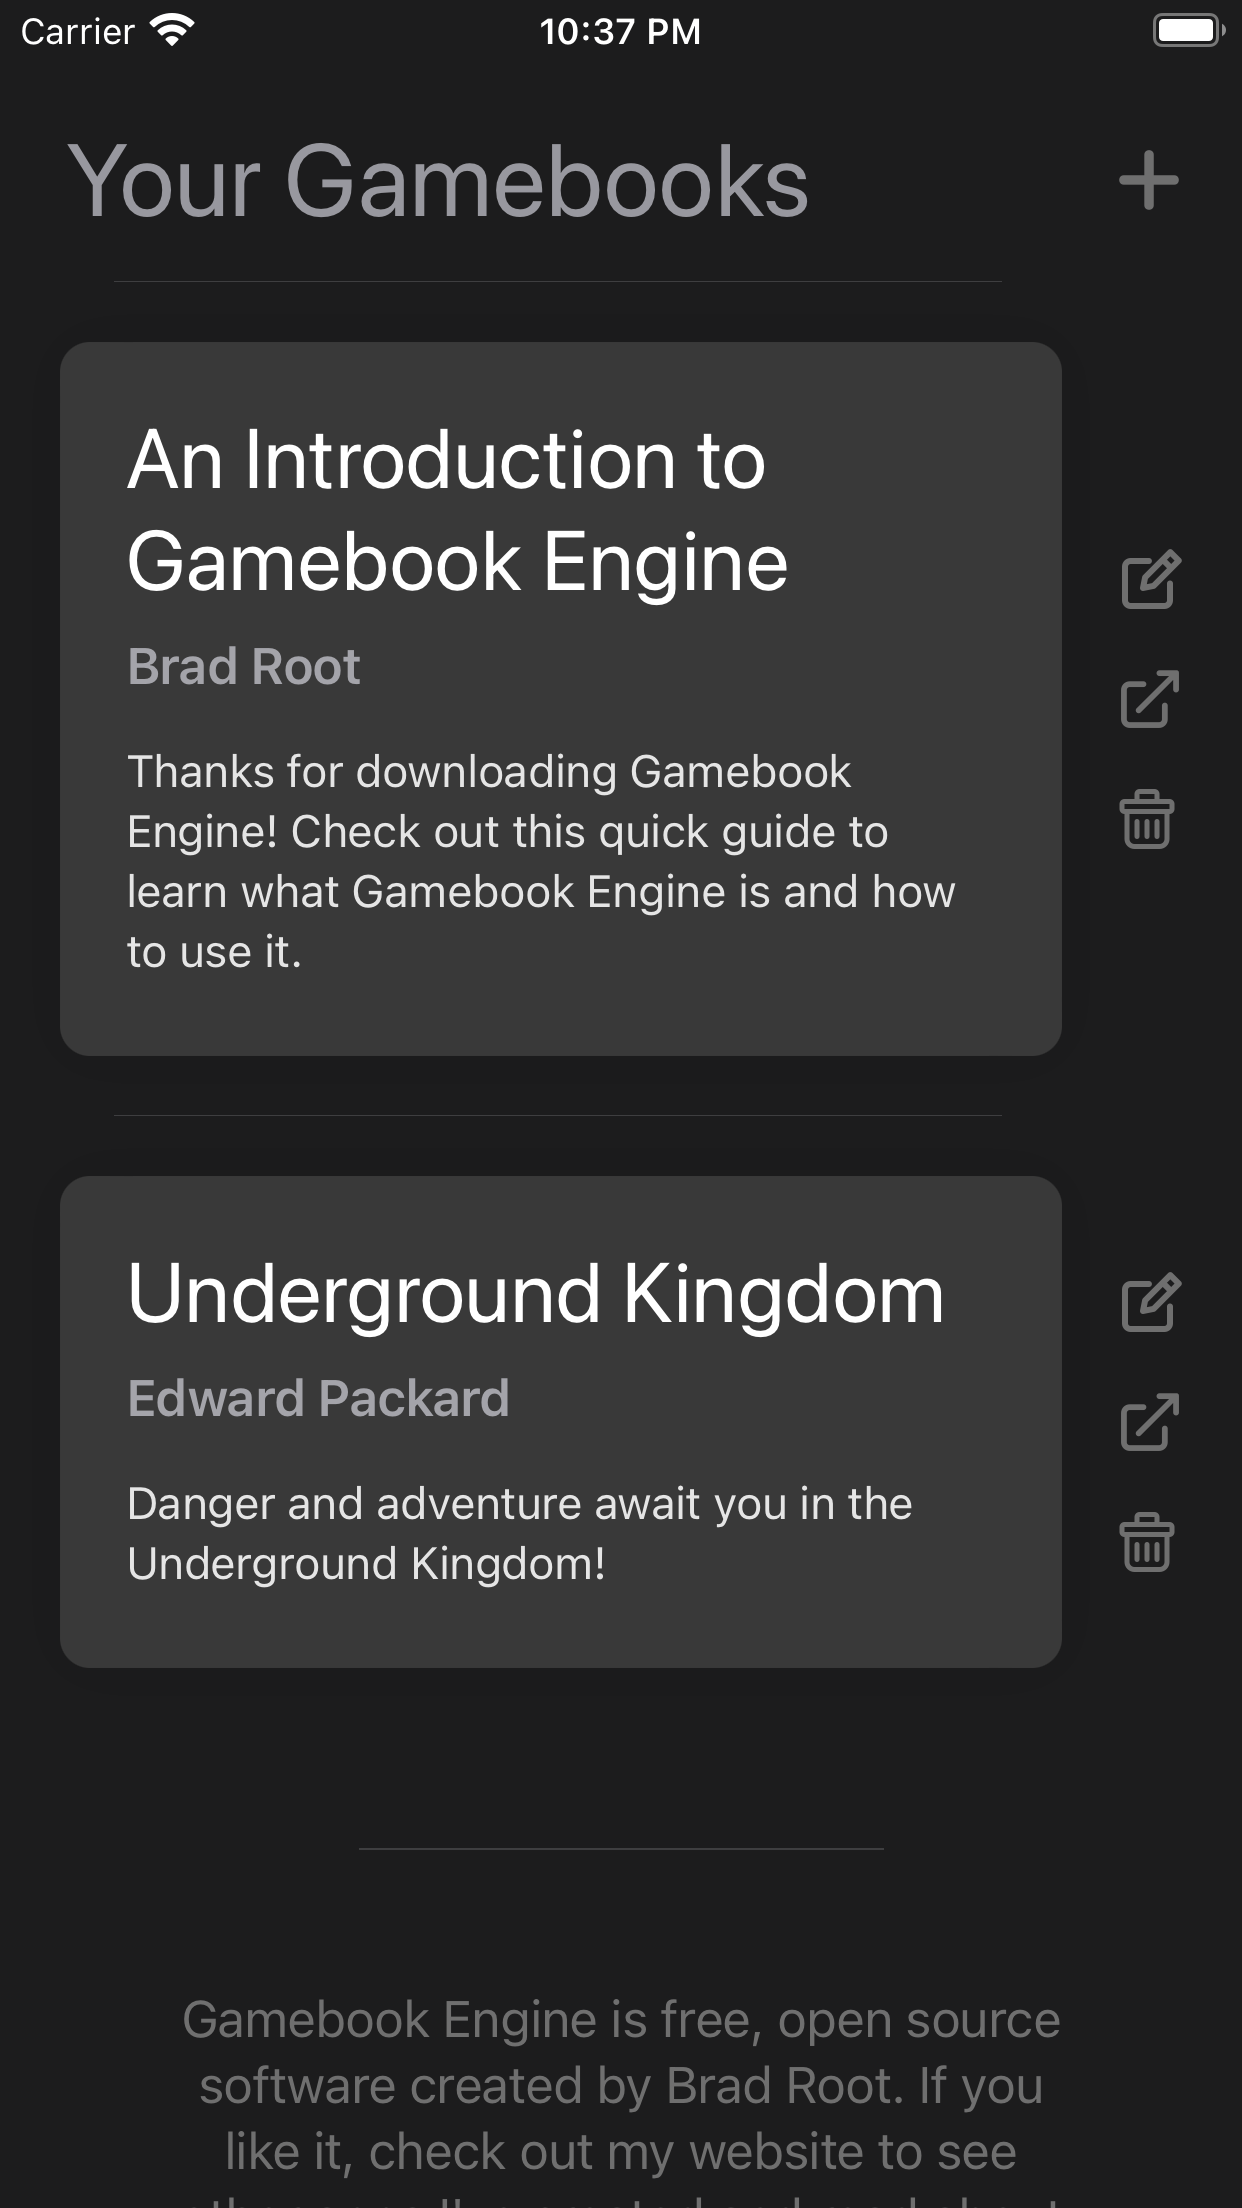 Carrier 10:37 PM
Your Gamebooks
An Introduction to
Gamebook Engine
Brad Root
Thanks for downloading Gamebook
Engine! Check out this quick guide to
learn what Gamebook Engine is and how
to use it.
Underground Kingdom
Edward Packard
Danger and adventure await you in the
Underground Kingdom!
Gamebook Engine is free, open source
software created by Brad Root. If you
like it, check out my website to see